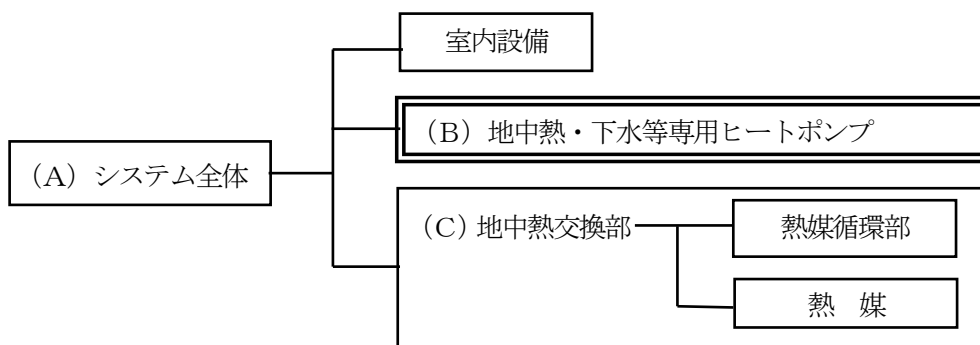 室内設備
（B）地中熱・下水等専用ヒートポンプ
（A）システム全体
（C）地中熱交換部
熱媒循環部
熱　媒